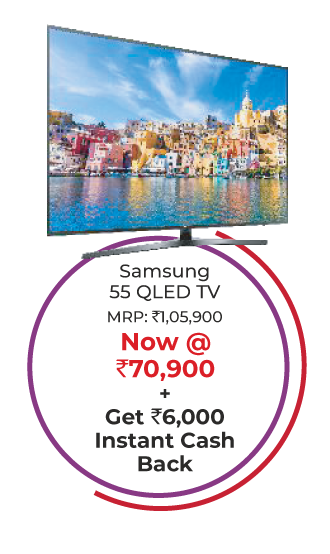 Samsung
55 QLED TV
MRP: ₹1,05,900
Now @
₹70,900
+
Get ₹6,000
Instant Cash
Back